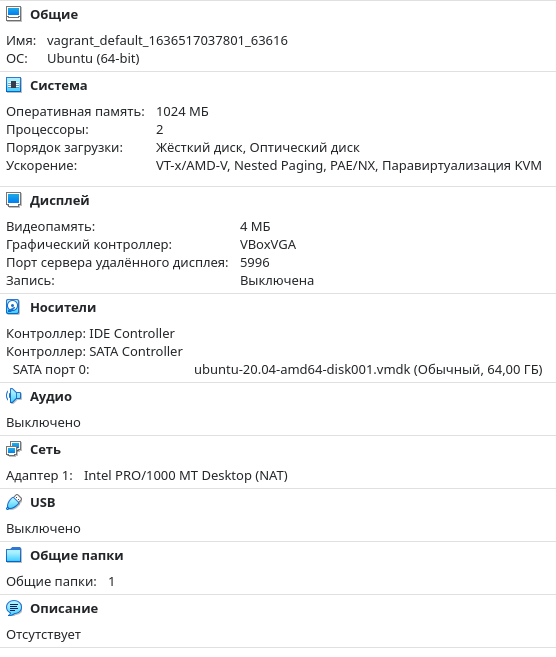 Общие
Имя: vagrant_default_1636517037801_63616
ОС: Ubuntu (64-bit)
Система
Оперативная память: 1024 МБ
Процессоры: 2
Порядок загрузки: Жёсткий диск, Оптический диск
Ускорение: VT-x/AMD-V, Nested Paging, PAE/NX, Паравиртуализация KVM
Дисплей
Видеопамять: 4 МБ
Графический контроллер: VBoxVGA
Порт сервера удалённого дисплея: 5996
Запись: Выключена
Носители
Контроллер: IDE Controller
Контроллер: SATA Controller
SATA порт 0: ubuntu-20.04-amd64-disk001.vmdk (Обычный, 64,00 ГБ)
Аудио
Выключено
Сеть
Адаптер 1: Intel PRO/1000 MT Desktop (NAT)
USB
Выключено
Общие папки
Общие папки: 1
Описание
Отсутствует